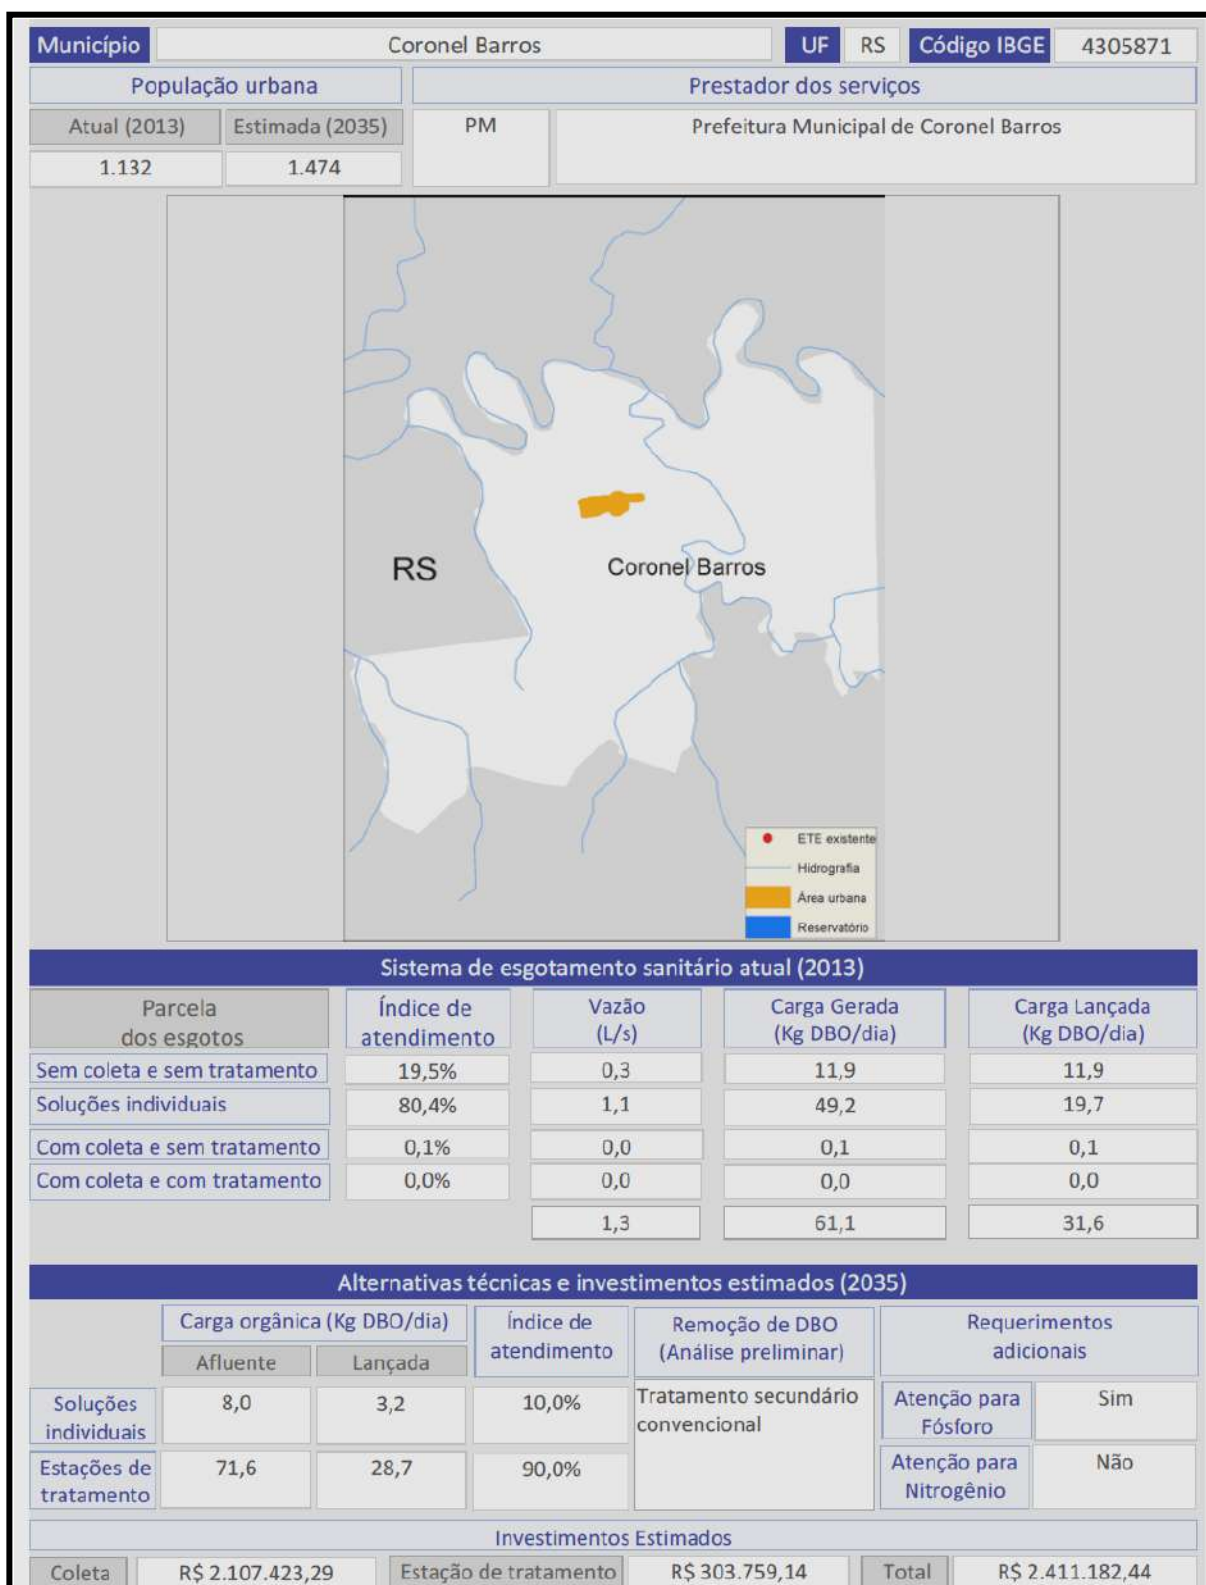 Município Coronel Barros UF RS Código IBGE 4305871
População urbana Prestador dos serviços
Atual (2013) Estimada (2035) PM Prefeitura Municipal de Coronel Barros
1.132 1.474
RS Coronel Barros
ETE existente
Hidrografia
Área urbana
Reservatório
Sistema de esgotamento sanitário atual (2013)
Parcela Índice de Vazão Carga Gerada Carga Lançada
dos esgotos atendimento (L/s) (Kg DBO/dia) (Kg DBO/dia)
Sem coleta e sem tratamento 19,5% 0,3 11,9 11,9
Soluções individuais 80,4% 1,1 49,2 19,7
Com coleta e sem tratamento 0,1% 0,0 0,1 0,1
Com coleta e com tratamento 0,0% 0,0 0,0 0,0
1,3 61,1 31,6
Alternativas técnicas e investimentos estimados (2035)
Carga orgânica (Kg DBO/dia) Índice de Remoção de DBO Requerimentos
Afluente Lançada atendimento (Análise preliminar) adicionais
Soluções 8,0 3,2 10,0% Tratamento secundário Atenção para Sim
individuais convencional Fósforo
Estações de 71,6 28,7 90,0% Atenção para Não
tratamento Nitrogênio
Investimentos Estimados
Coleta R$ 2.107.423,29 Estação de tratamento R$ 303.759,14 Total R$ 2.411.182,44